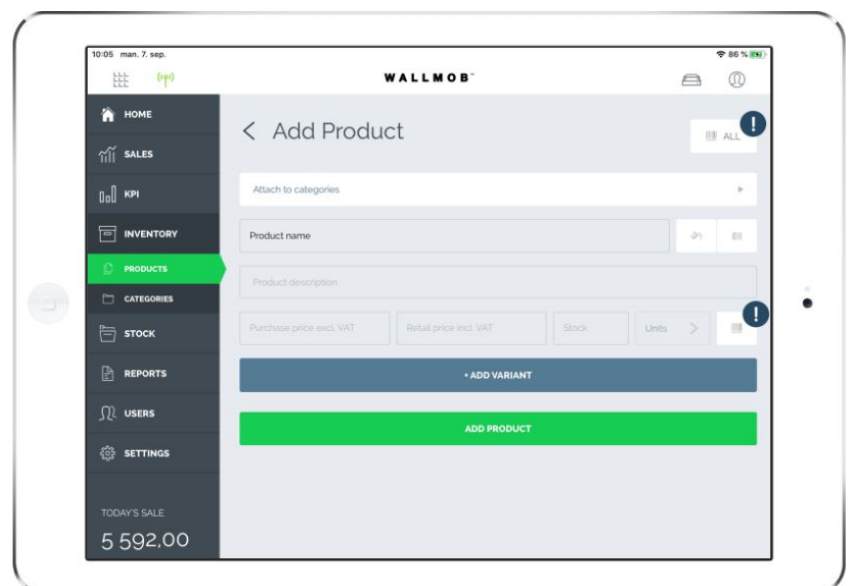 10:05 man. 7. sep.
86 %
WALLMOB
HOME
SALES
KPI
INVENTORY
PRODUCTS
CATEGORIES
STOCK
REPORTS
USERS
SETTINGS
TODAY'S SALE
5 592,00
Add Product
ALL
!
Attach to categories
Product name
Product description
Purchase price excl. VAT
Retail price incl. VAT
Stock
Units
!
+ ADD VARIANT
ADD PRODUCT